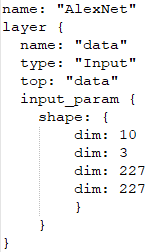 name: "AlexNet"
layer {
  name: "data"
  type: "Input"
  top: "data"
  input_param {
    shape: {
        dim: 10
        dim: 3
        dim: 227
        dim: 227
        }
    }
}